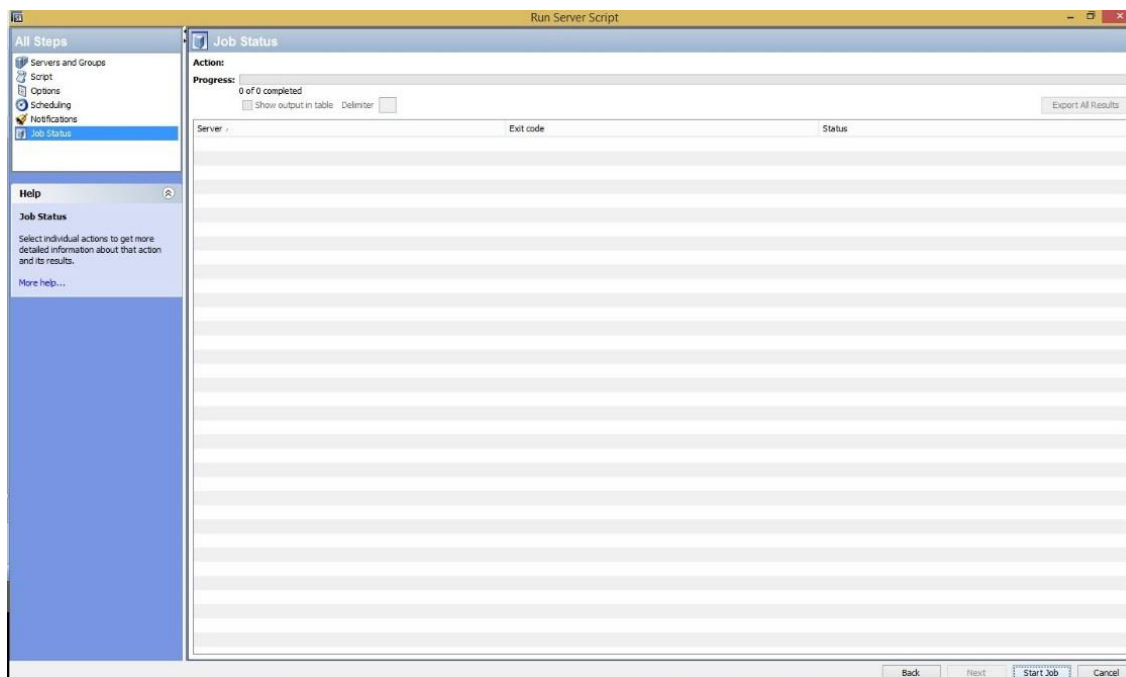 Run Server Script
All Steps
Servers and Groups
Script
Options
Scheduling
Notifications
Job Status
Help
Job Status
Select individual actions to get more
detailed information about that action
and its results.
More help...
Job Status
Action:
Progress:
0 of 0 completed
Show output in table Delimiter
Export All Results
Server Exit code Status
Back Next Start Job Cancel